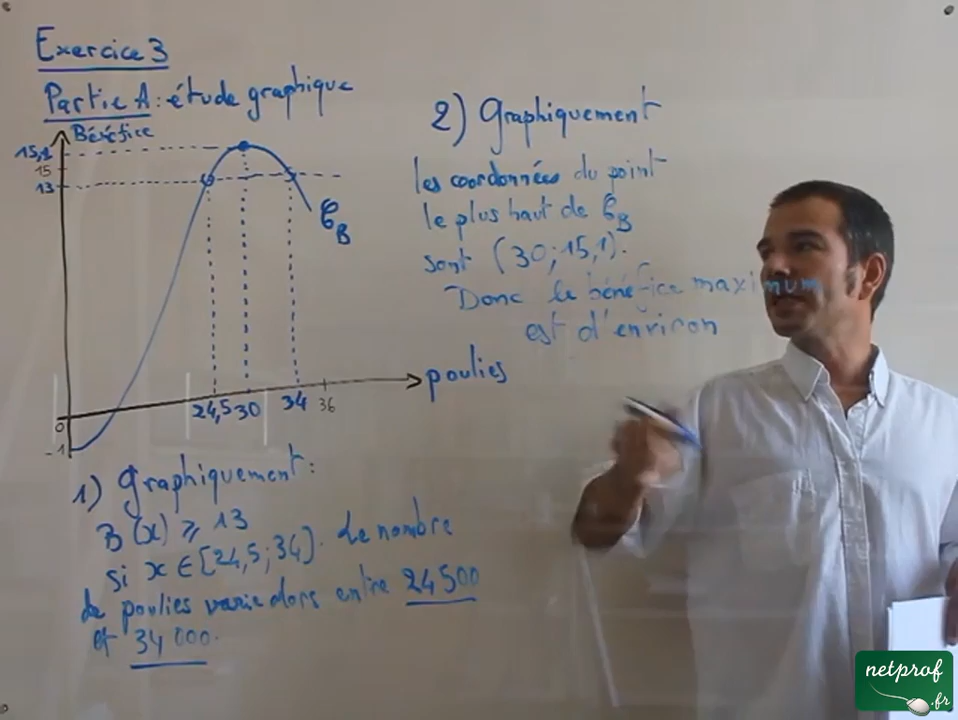 Exercice 3
Partie A : étude graphique
Bénéfice
15,1
15
13
C_B
poulies
0
-1
24,5 30 34 36
1) Graphiquement :
B(x) ⩾ 13
si x ∈ [24,5 ; 34]. Le nombre
de poulies varie alors entre 24 500
et 34 000.
2) Graphiquement
les coordonnées du point
le plus haut de C_B
sont (30 ; 15,1).
Donc le bénéfice maximum
est d'environ
netprof
.fr